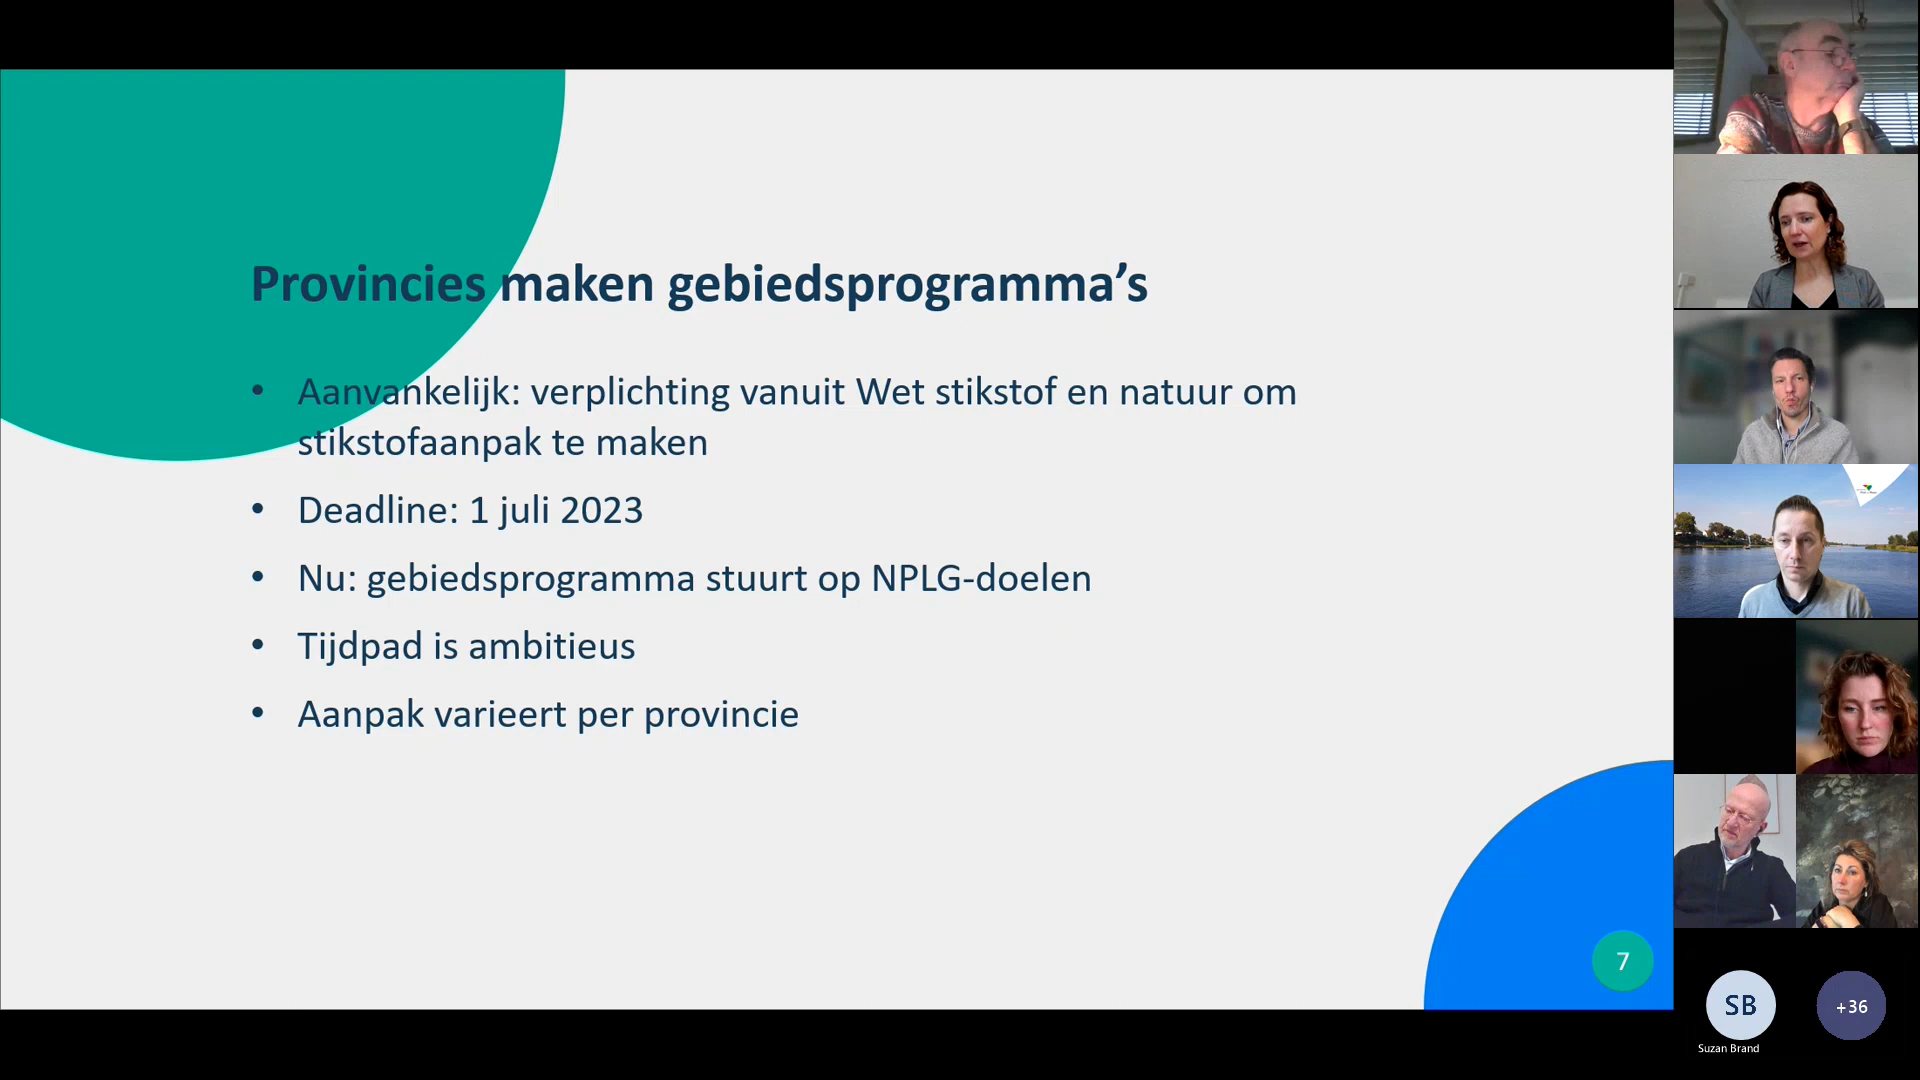 Provincies maken gebiedsprogramma’s
• Aanvankelijk: verplichting vanuit Wet stikstof en natuur om
stikstofaanpak te maken
• Deadline: 1 juli 2023
• Nu: gebiedsprogramma stuurt op NPLG-doelen
• Tijdpad is ambitieus
• Aanpak varieert per provincie
7
SB
+36
Suzan Brand